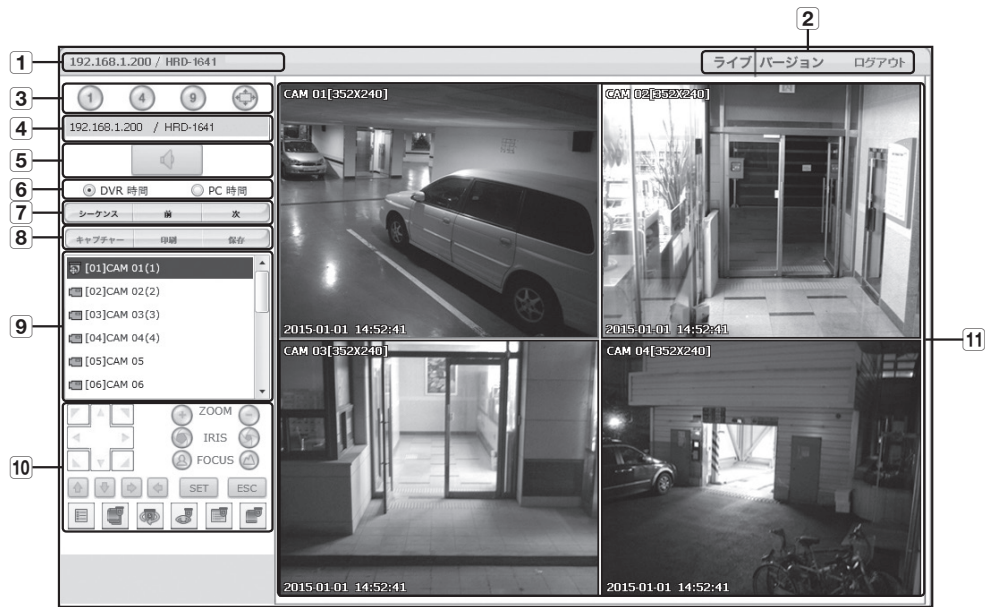 2
1
192.168.1.200 / HRD-1641
ライブ バージョン ログアウト
3
1 4 9
4
192.168.1.200 / HRD-1641
5
6
DVR 時間 PC 時間
7
シーケンス 前 次
8
キャプチャー 印刷 保存
9
[01]CAM 01(1)
[02]CAM 02(2)
[03]CAM 03(3)
[04]CAM 04(4)
[05]CAM 05
[06]CAM 06
10
ZOOM
IRIS
FOCUS
SET ESC
CAM 01[352X240]
2015-01-01 14:52:41
CAM 02[352X240]
2015-01-01 14:52:41
11
CAM 03[352X240]
2015-01-01 14:52:41
CAM 04[352X240]
2015-01-01 14:52:41